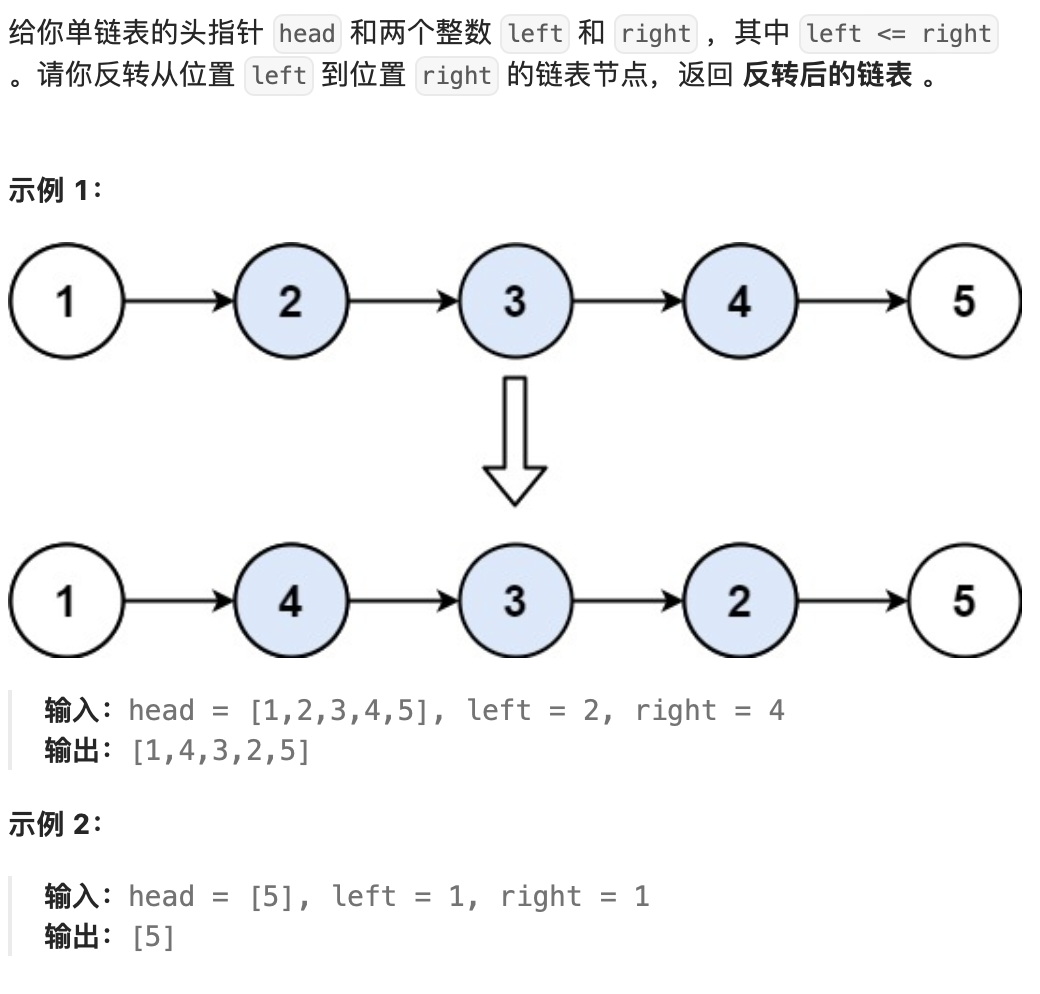 给你单链表的头指针 head 和两个整数 left 和 right ，其中 left <= right
。请你反转从位置 left 到位置 right 的链表节点，返回 反转后的链表 。
示例 1：
1 2 3 4 5
1 4 3 2 5
输入：head = [1,2,3,4,5], left = 2, right = 4
输出：[1,4,3,2,5]
示例 2：
输入：head = [5], left = 1, right = 1
输出：[5]